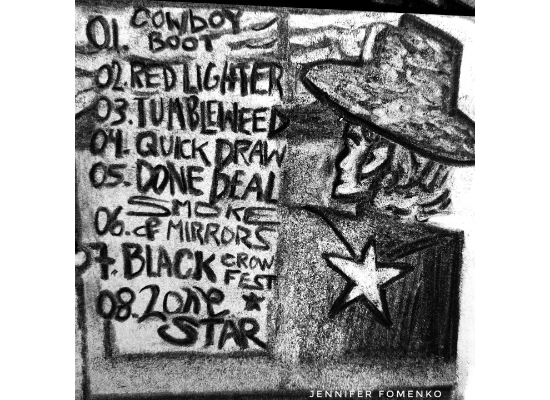 01. COWBOY
BOOT
02. RED LIGHTER
03. TUMBLEWEED
04. QUICK DRAW
05. DONE DEAL
06. SMOKE
& MIRRORS
7. BLACK CROW
FEST
08. Lone
STAR
JENNIFER FOMENKO